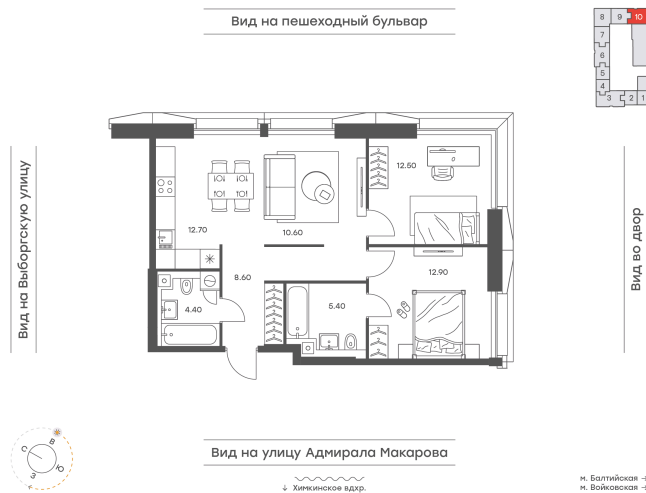 Вид на пешеходный бульвар
8 9 10
7
6
5
4
3 2 1
12.50
12.70
10.60
8.60
12.90
4.40
5.40
Вид на Выборгскую улицу
Вид во двор
С В
З Ю
Вид на улицу Адмирала Макарова
↓ Химкинское вдхр.
м. Балтийская
м. Войковская